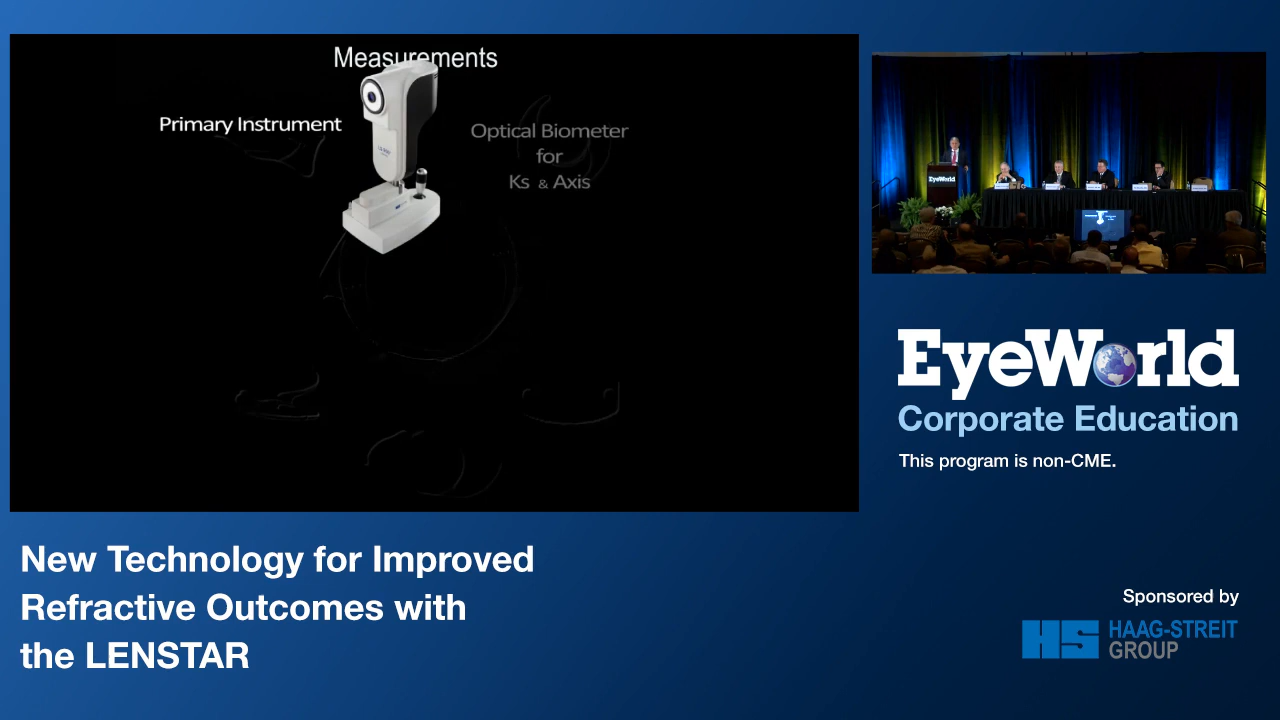 Measurements
Primary Instrument
Optical Biometer
for
Ks & Axis
EyeWorld
EyeWorld
Corporate Education
This program is non-CME.
New Technology for Improved
Refractive Outcomes with
the LENSTAR
Sponsored by
HS HAAG-STREIT
GROUP